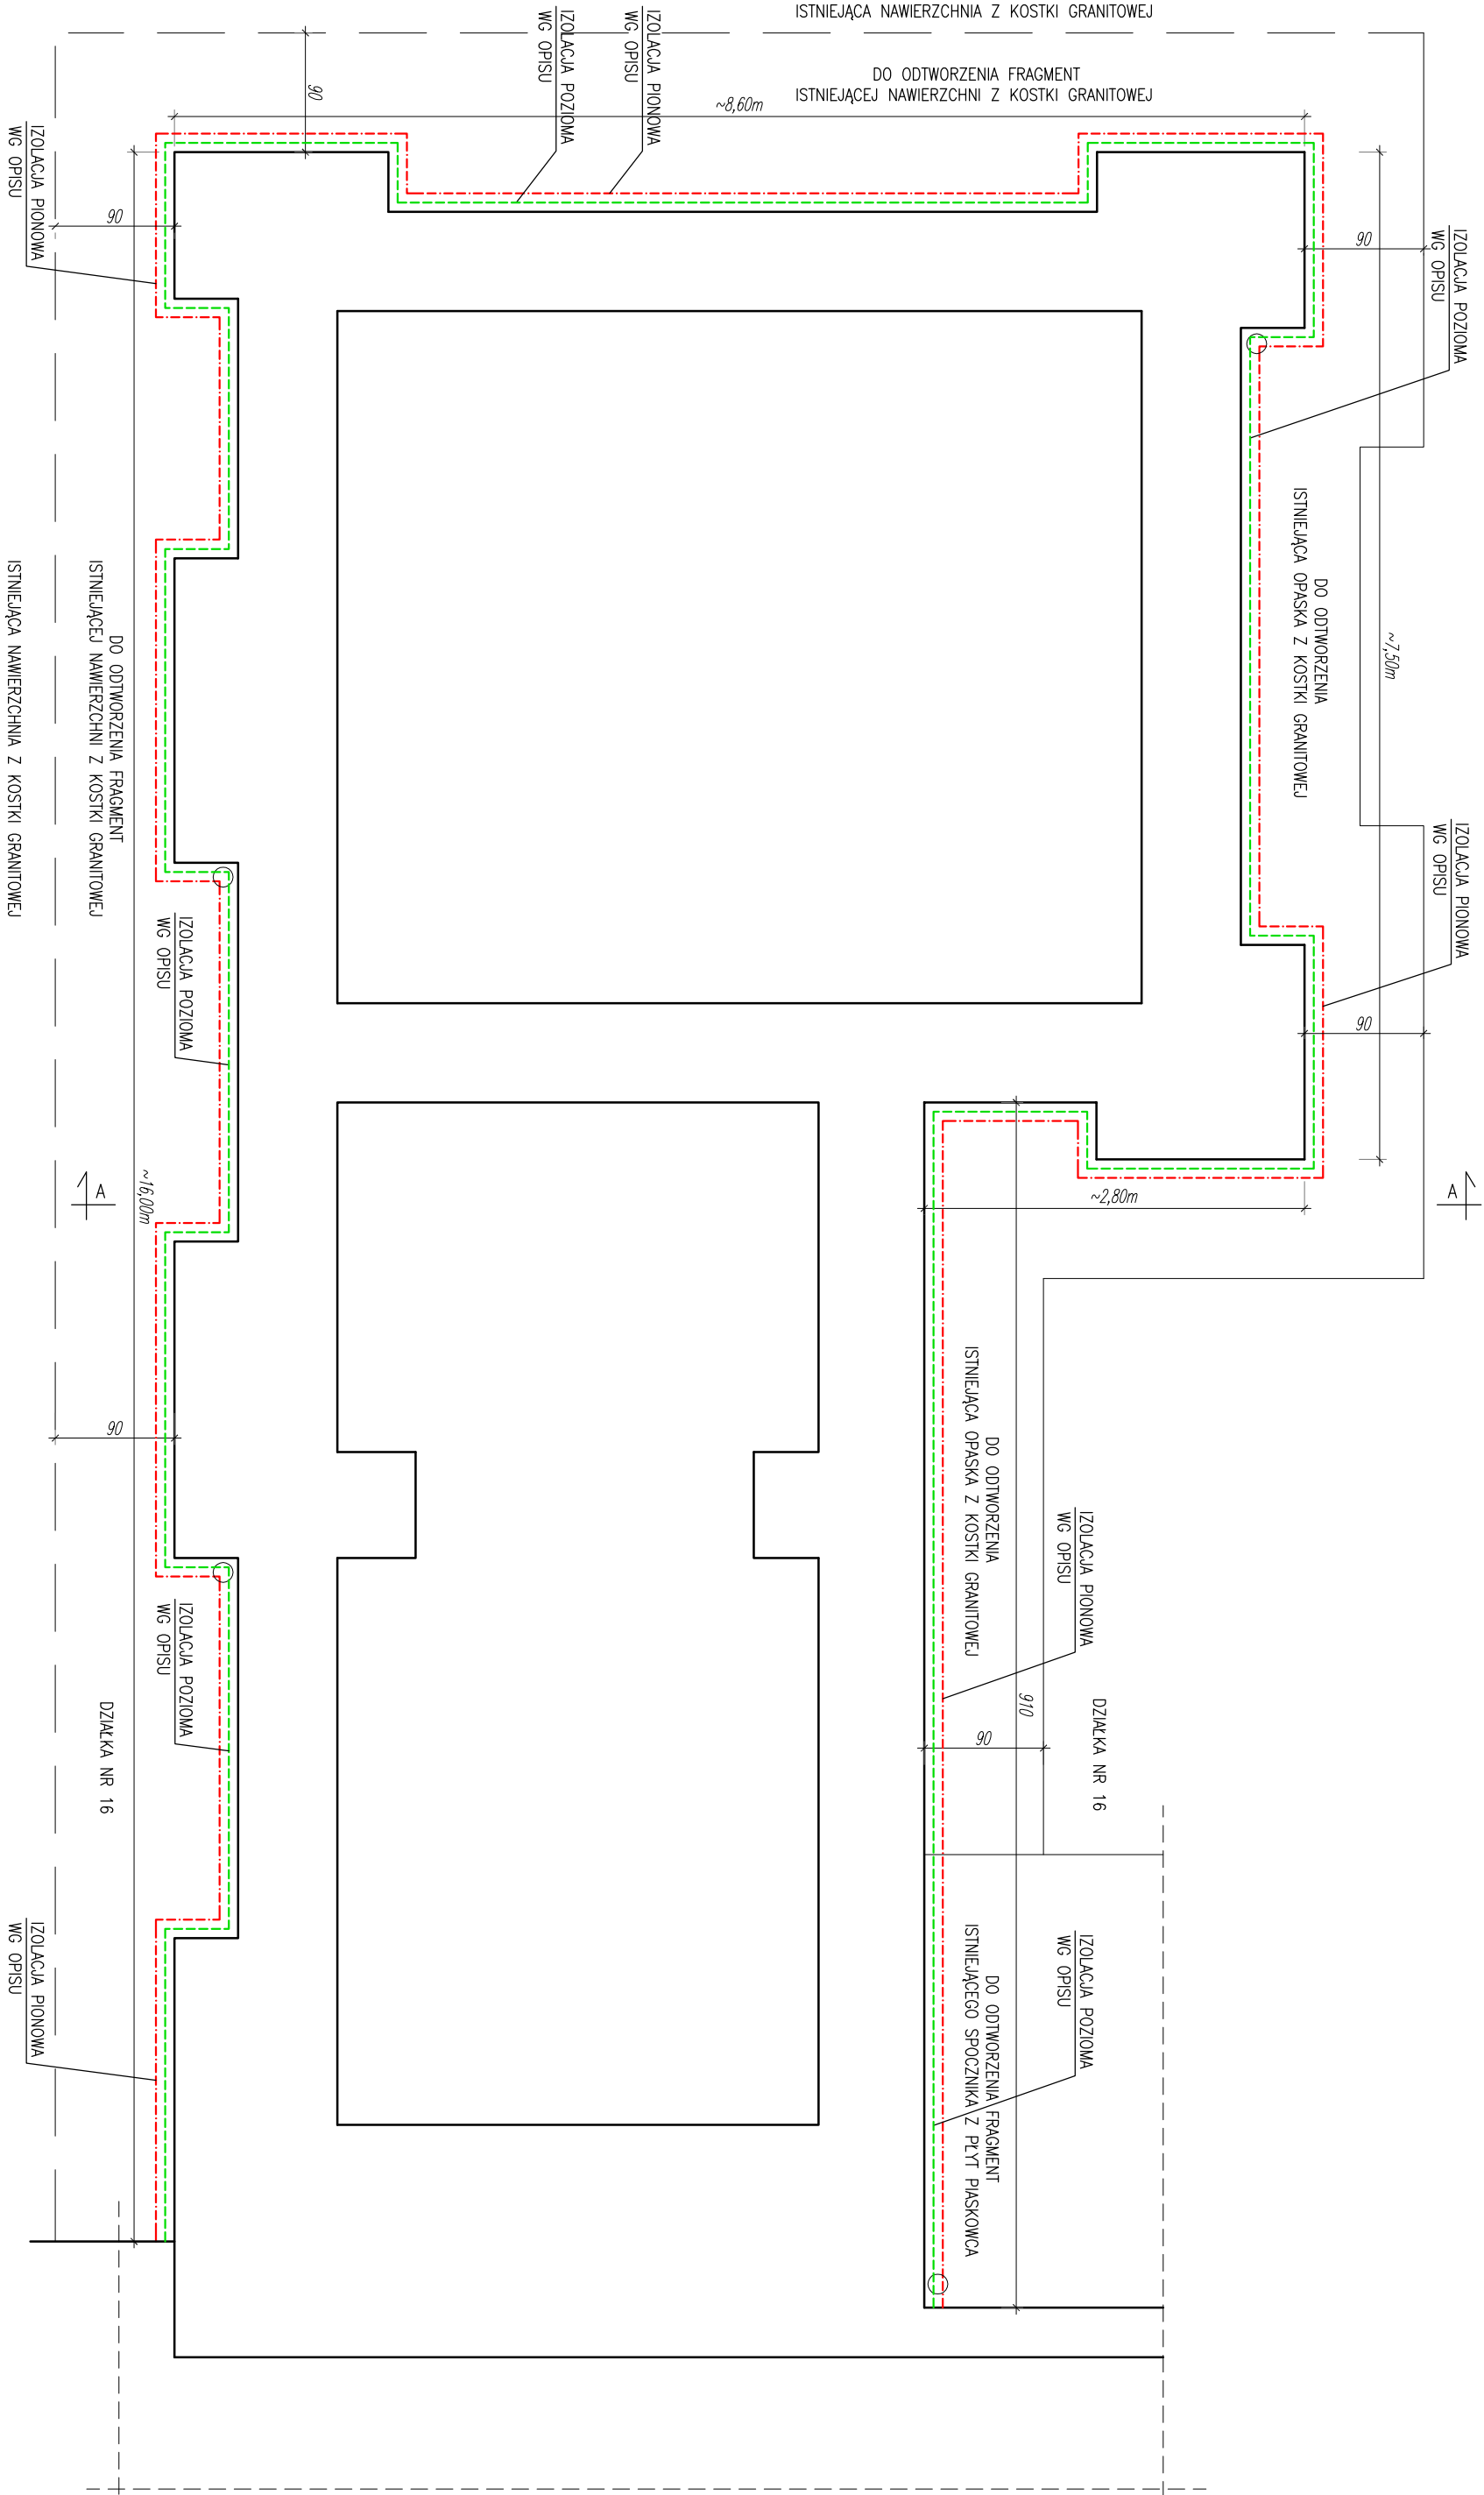 ISTNIEJĄCA NAWIERZCHNIA Z KOSTKI GRANITOWEJ
DO ODTWORZENIA FRAGMENT
ISTNIEJĄCEJ NAWIERZCHNI Z KOSTKI GRANITOWEJ
~8,60m
IZOLACJA POZIOMA
WG OPISU
IZOLACJA PIONOWA
WG OPISU
90
IZOLACJA PIONOWA
WG OPISU
90
IZOLACJA POZIOMA
WG OPISU
90
DO ODTWORZENIA
ISTNIEJĄCA OPASKA Z KOSTKI GRANITOWEJ
~7,50m
IZOLACJA PIONOWA
WG OPISU
90
DO ODTWORZENIA FRAGMENT
ISTNIEJĄCEJ NAWIERZCHNI Z KOSTKI GRANITOWEJ
ISTNIEJĄCA NAWIERZCHNIA Z KOSTKI GRANITOWEJ
IZOLACJA POZIOMA
WG OPISU
~16,00m
A
A
~2,80m
DO ODTWORZENIA
ISTNIEJĄCA OPASKA Z KOSTKI GRANITOWEJ
90
IZOLACJA PIONOWA
WG OPISU
910
90
DZIAŁKA NR 16
IZOLACJA POZIOMA
WG OPISU
DZIAŁKA NR 16
IZOLACJA PIONOWA
WG OPISU
IZOLACJA POZIOMA
WG OPISU
DO ODTWORZENIA FRAGMENT
ISTNIEJĄCEGO SPOCZNIKA Z PŁYT PIASKOWCA